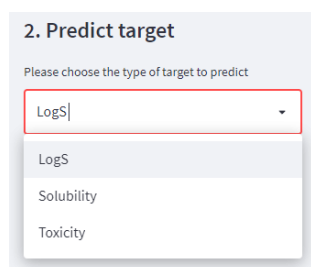 2. Predict target
Please choose the type of target to predict
LogS
LogS
Solubility
Toxicity